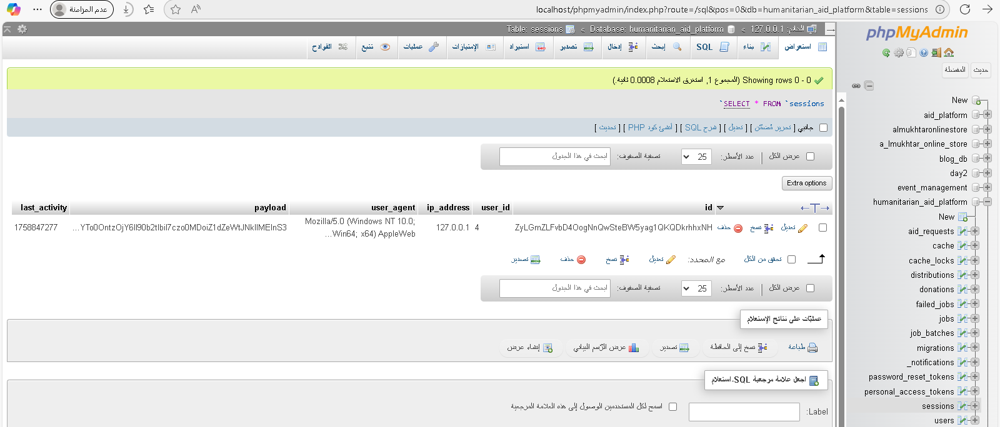 عدم المزامنة
localhost/phpmyadmin/index.php?route=/sql&pos=0&db=humanitarian_aid_platform&table=sessions
phpMyAdmin
الخادم: 127.0.0.1 » Database: humanitarian_aid_platform » Table: sessions
استعراض
بناء
SQL
إبحث
إدخال
تصدير
استيراد
الإمتيازات
عمليات
تتبع
القوادح
حديث
المفضلة
Showing rows 0 - 0 (المجموع 1, استغرق الاستعلام 0.0008 ثانية.)
SELECT * FROM `sessions`
جانبي [ تحرير مُضمّن ] [ تعديل ] [ شرح SQL ] [ أنشئ كود PHP ] [ تحديث ]
عرض الكل | عدد الأسطر: 25 تصفية الصفوف: ابحث في هذا الجدول
Extra options
id user_id ip_address user_agent payload last_activity
تعديل نسخ حذف ZyLGmZLFvbD4OogNnQwSteBW5yag1QKQDkrhhxNH 4 127.0.0.1 Mozilla/5.0 (Windows NT 10.0; Win64; x64) AppleWeb... YTo0OntzOjY6Il90b2tlbiI7czo0MDoiZ1dZeWtJNkllMElnS3... 1758847277
تحقق من الكل مع المحدد: تعديل نسخ حذف تصدير
عرض الكل | عدد الأسطر: 25 تصفية الصفوف: ابحث في هذا الجدول
عمليّات على نتائج الإستعلام
طباعة نسخ إلى الحافظة تصدير عرض الرّسم البياني إنشاء عرض
اجعل علامة مرجعية SQL-استعلام
Label: اسمح لكل المستخدمين الوصول إلى هذه العلامة المرجعية
New
aid_platform
almukhtaronlinestore
a_lmukhtar_online_store
blog_db
day2
event_management
humanitarian_aid_platform
New
aid_requests
cache
cache_locks
distributions
donations
failed_jobs
jobs
job_batches
migrations
_notifications
password_reset_tokens
personal_access_tokens
sessions
users